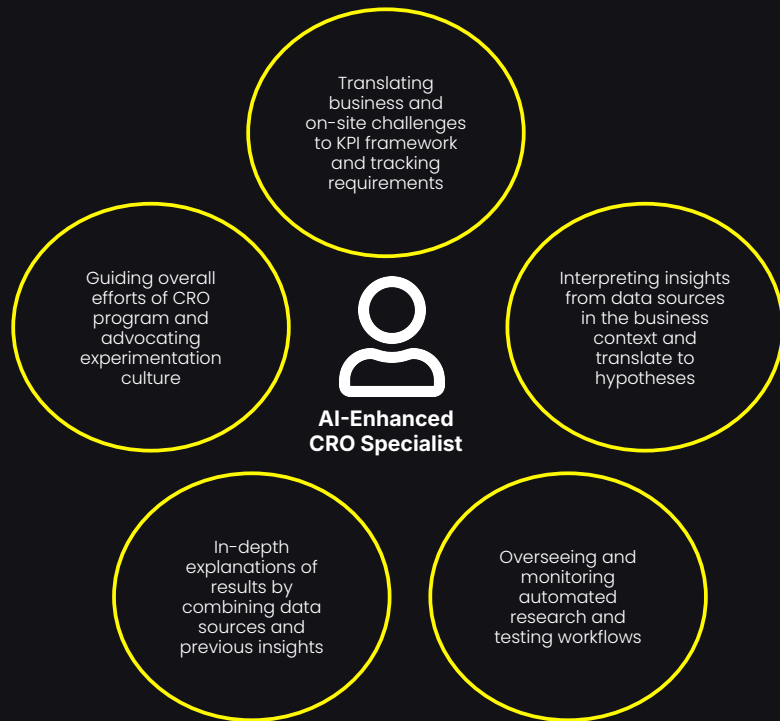 Translating
business and
on-site challenges
to KPI framework
and tracking
requirements
Guiding overall
efforts of CRO
program and
advocating
experimentation
culture
Interpreting insights
from data sources
in the business
context and
translate to
hypotheses
AI-Enhanced
CRO Specialist
In-depth
explanations of
results by
combining data
sources and
previous insights
Overseeing and
monitoring
automated
research and
testing workflows